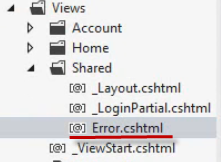 Views
Account
Home
Shared
[@] _Layout.cshtml
[@] _LoginPartial.cshtml
[@] Error.cshtml
[@] _ViewStart.cshtml